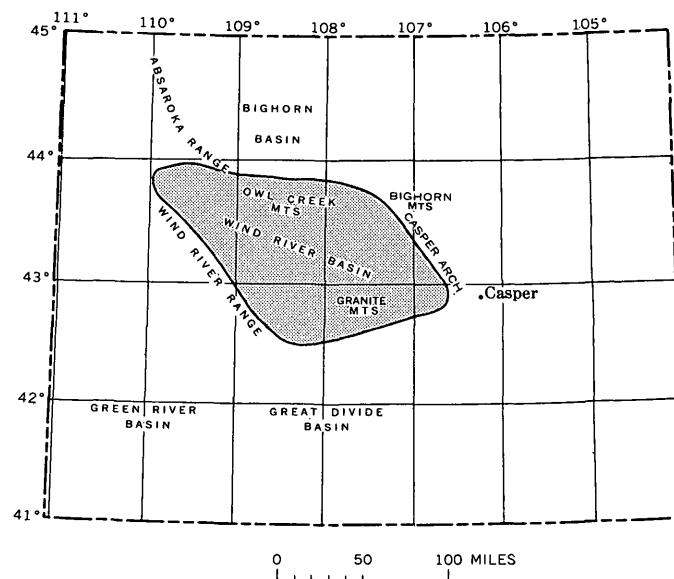 111° 110° 109 108 107 106 105°
45°
ABSAROKA RANGE
BIGHORN
BASIN
44°
OWL CREEK
MTS
BIGHORN
MTS
WIND RIVER BASIN
CASPER ARCH
WIND RIVER RANGE
43°
GRANITE
MTS
Casper
42°
GREEN RIVER
BASIN
GREAT DIVIDE
BASIN
41°
0 50 100 MILES